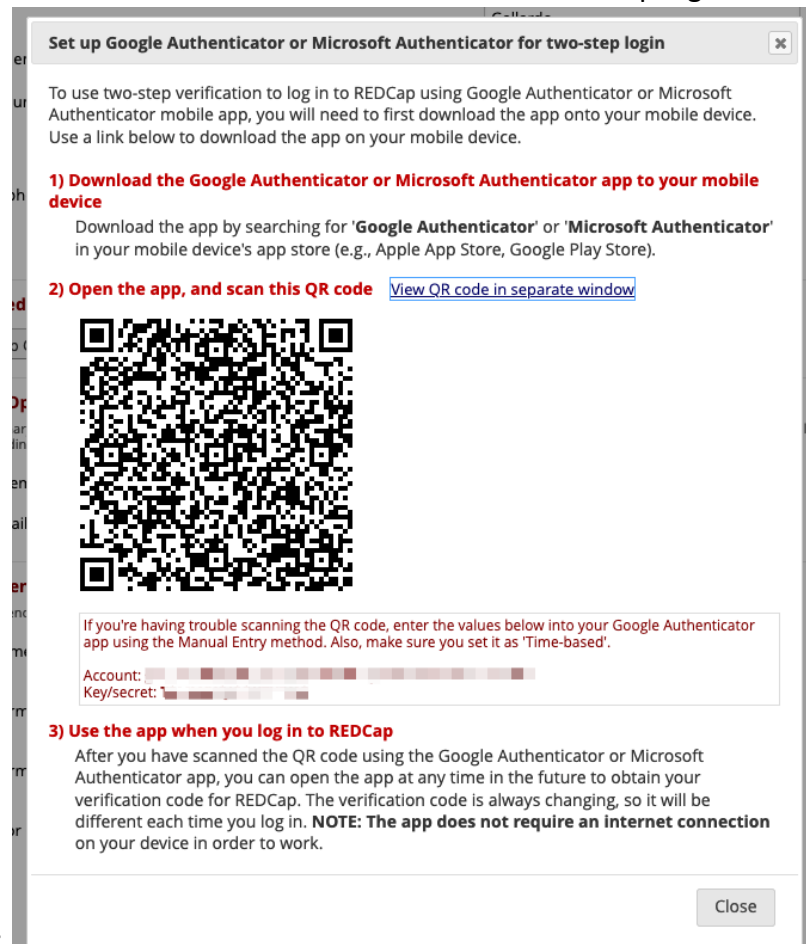 Set up Google Authenticator or Microsoft Authenticator for two-step login
To use two-step verification to log in to REDCap using Google Authenticator or Microsoft
Authenticator mobile app, you will need to first download the app onto your mobile device.
Use a link below to download the app on your mobile device.
1) Download the Google Authenticator or Microsoft Authenticator app to your mobile
device
Download the app by searching for 'Google Authenticator' or 'Microsoft Authenticator'
in your mobile device's app store (e.g., Apple App Store, Google Play Store).
2) Open the app, and scan this QR code View QR code in separate window
If you're having trouble scanning the QR code, enter the values below into your Google Authenticator
app using the Manual Entry method. Also, make sure you set it as 'Time-based'.
Account:
Key/secret:
3) Use the app when you log in to REDCap
After you have scanned the QR code using the Google Authenticator or Microsoft
Authenticator app, you can open the app at any time in the future to obtain your
verification code for REDCap. The verification code is always changing, so it will be
different each time you log in. NOTE: The app does not require an internet connection
on your device in order to work.
Close